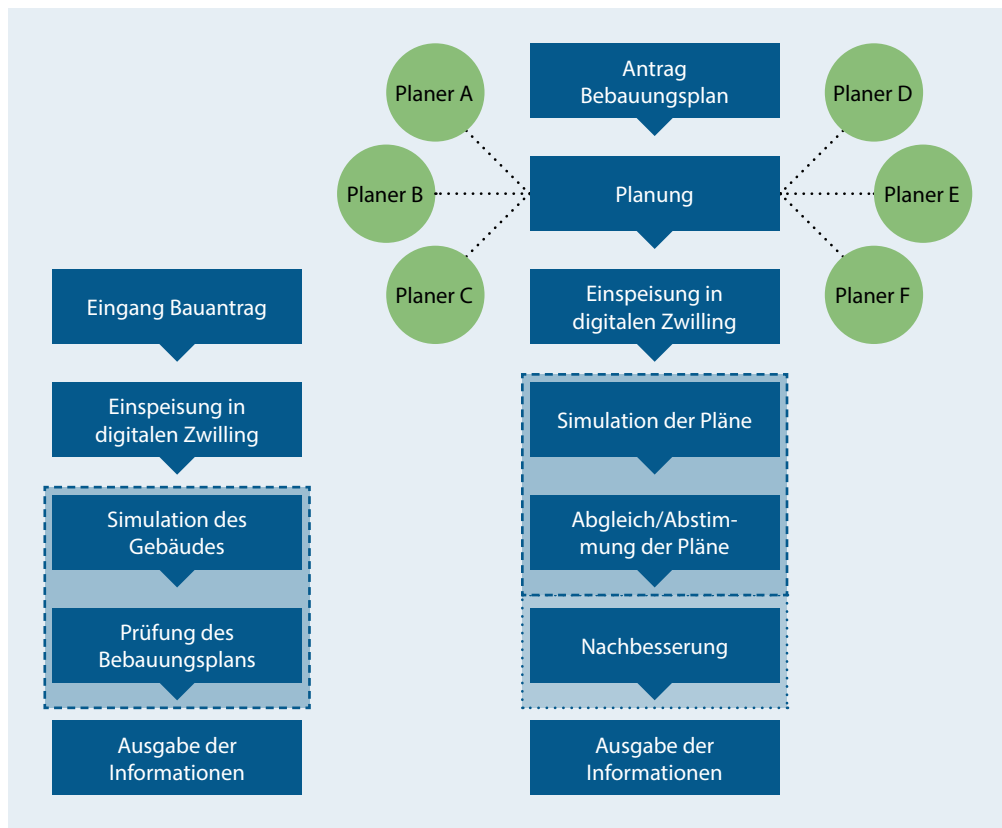 Eingang Bauantrag
Einspeisung in
digitalen Zwilling
Simulation des
Gebäudes
Prüfung des
Bebauungsplans
Ausgabe der
Informationen
Planer A
Planer B
Planer C
Antrag
Bebauungsplan
Planung
Einspeisung in
digitalen Zwilling
Simulation der Pläne
Abgleich/Abstim-
mung der Pläne
Nachbesserung
Ausgabe der
Informationen
Planer D
Planer E
Planer F